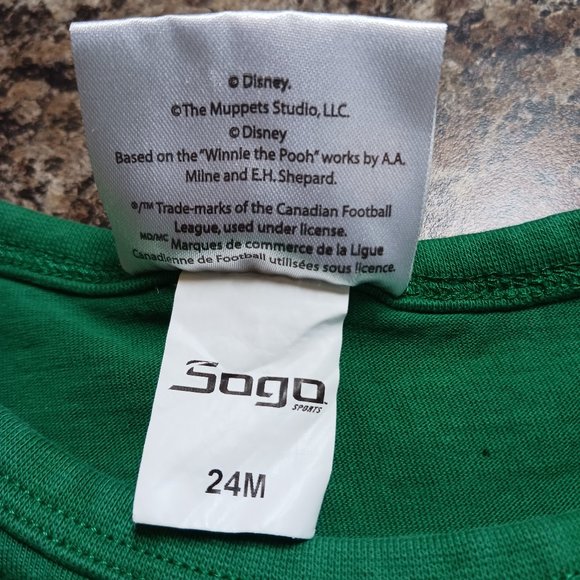 © Disney.
©The Muppets Studio, LLC.
© Disney
Based on the "Winnie the Pooh" works by A.A.
Milne and E.H. Shepard.
®/™ Trade-marks of the Canadian Football
League, used under license.
MD/MC Marques de commerce de la Ligue
Canadienne de Football utilisées sous licence.
Sogo
SPORTS
24M